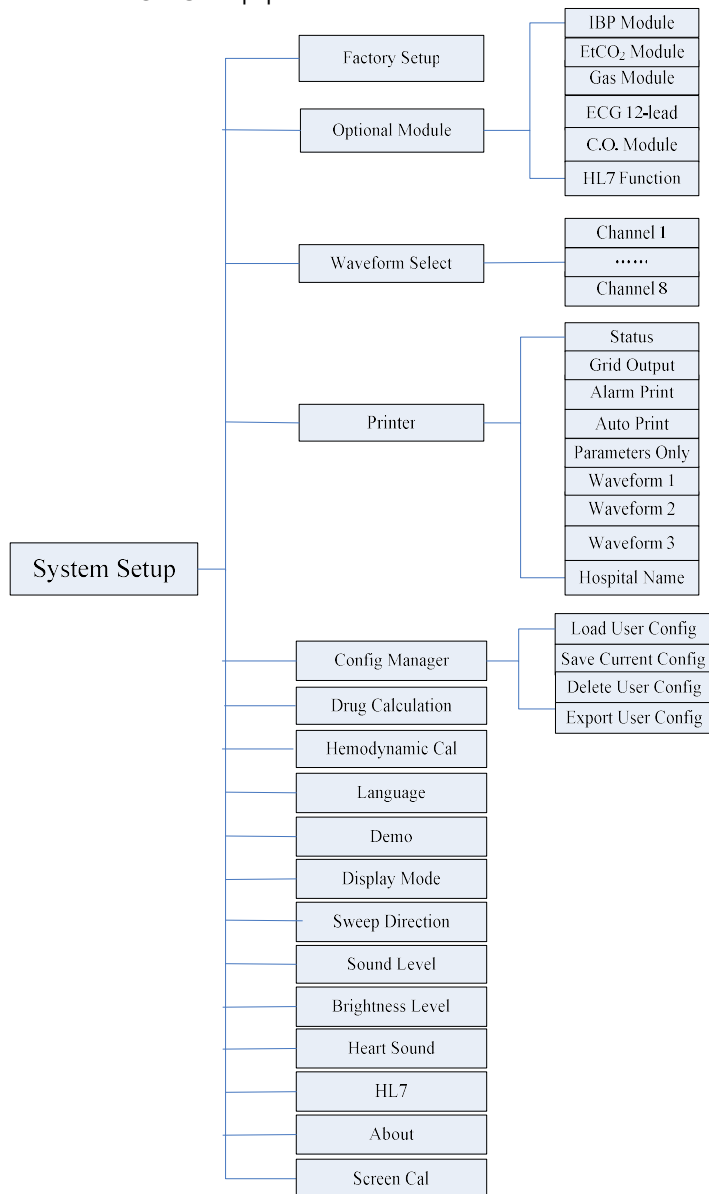 Factory Setup
Optional Module
IBP Module
EtCO₂ Module
Gas Module
ECG 12-lead
C.O. Module
HL7 Function
Waveform Select
Channel 1
······
Channel 8
Printer
Status
Grid Output
Alarm Print
Auto Print
Parameters Only
Waveform 1
Waveform 2
Waveform 3
Hospital Name
System Setup
Config Manager
Load User Config
Save Current Config
Delete User Config
Export User Config
Drug Calculation
Hemodynamic Cal
Language
Demo
Display Mode
Sweep Direction
Sound Level
Brightness Level
Heart Sound
HL7
About
Screen Cal